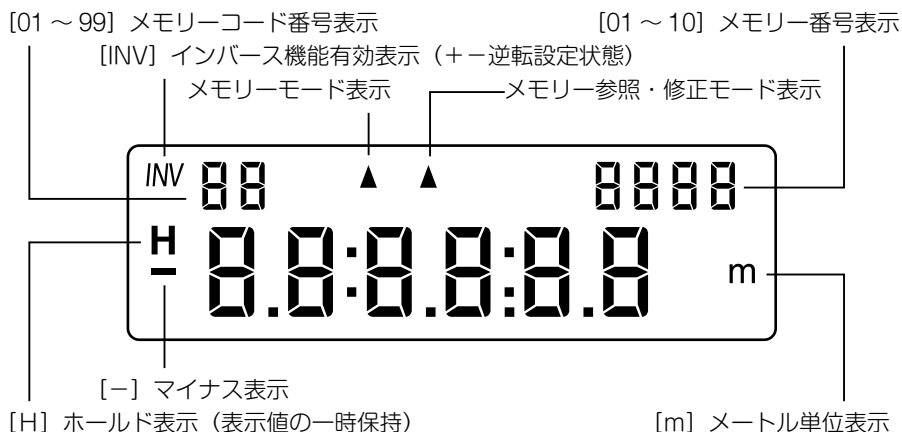 [01 ~ 99] メモリーコード番号表示
[01 ~ 10] メモリー番号表示
[INV] インバース機能有効表示（＋－逆転設定状態）
メモリーモード表示
メモリー参照・修正モード表示
INV 88 ▲ ▲ 8888
H
－ 8.8:8.8:8.8 m
[－] マイナス表示
[H] ホールド表示（表示値の一時保持）
[m] メートル単位表示